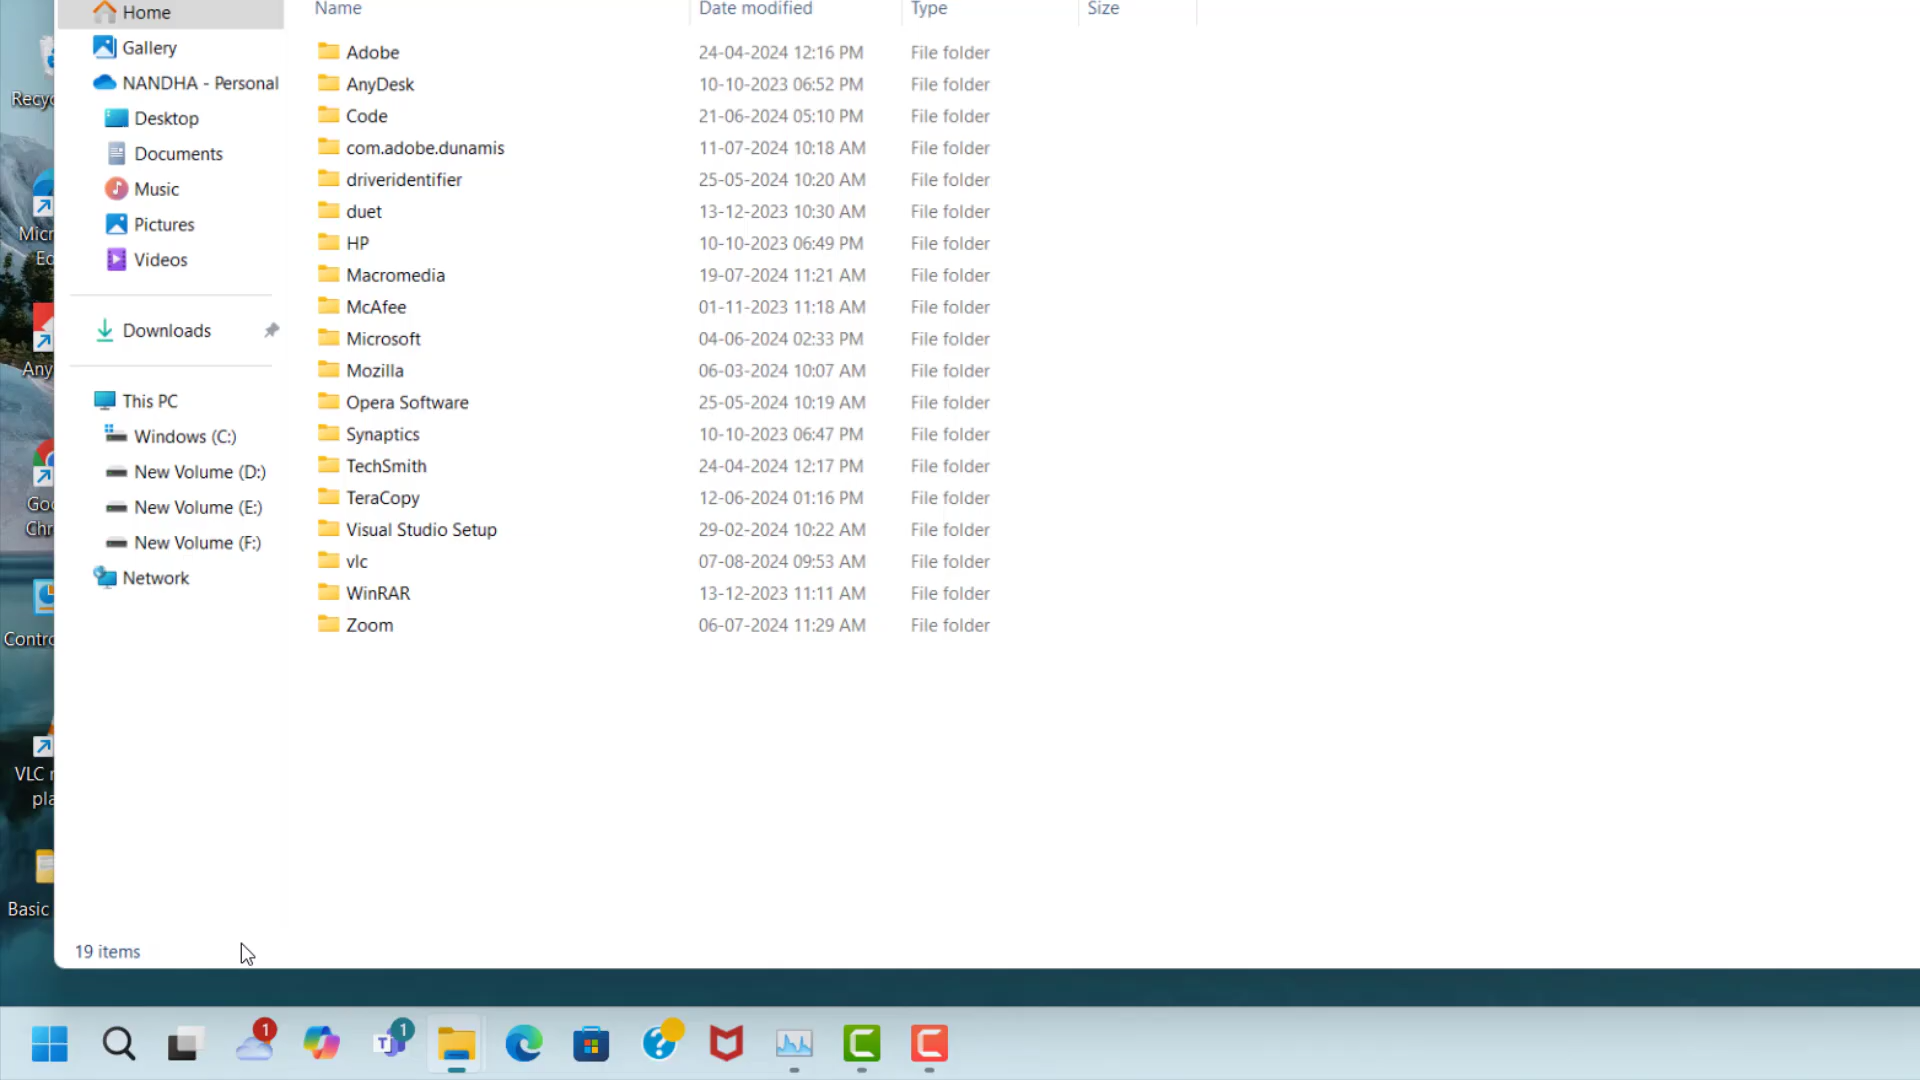 Home
Gallery
NANDHA - Personal
Desktop
Documents
Music
Pictures
Videos
Downloads
This PC
Windows (C:)
New Volume (D:)
New Volume (E:)
New Volume (F:)
Network
Name Date modified Type Size
Adobe 24-04-2024 12:16 PM File folder
AnyDesk 10-10-2023 06:52 PM File folder
Code 21-06-2024 05:10 PM File folder
com.adobe.dunamis 11-07-2024 10:18 AM File folder
driveridentifier 25-05-2024 10:20 AM File folder
duet 13-12-2023 10:30 AM File folder
HP 10-10-2023 06:49 PM File folder
Macromedia 19-07-2024 11:21 AM File folder
McAfee 01-11-2023 11:18 AM File folder
Microsoft 04-06-2024 02:33 PM File folder
Mozilla 06-03-2024 10:07 AM File folder
Opera Software 25-05-2024 10:19 AM File folder
Synaptics 10-10-2023 06:47 PM File folder
TechSmith 24-04-2024 12:17 PM File folder
TeraCopy 12-06-2024 01:16 PM File folder
Visual Studio Setup 29-02-2024 10:22 AM File folder
vlc 07-08-2024 09:53 AM File folder
WinRAR 13-12-2023 11:11 AM File folder
Zoom 06-07-2024 11:29 AM File folder
19 items
Recyc
Micr
Ed
Any
Goo
Chr
Contro
VLC
pla
Basic
1
1